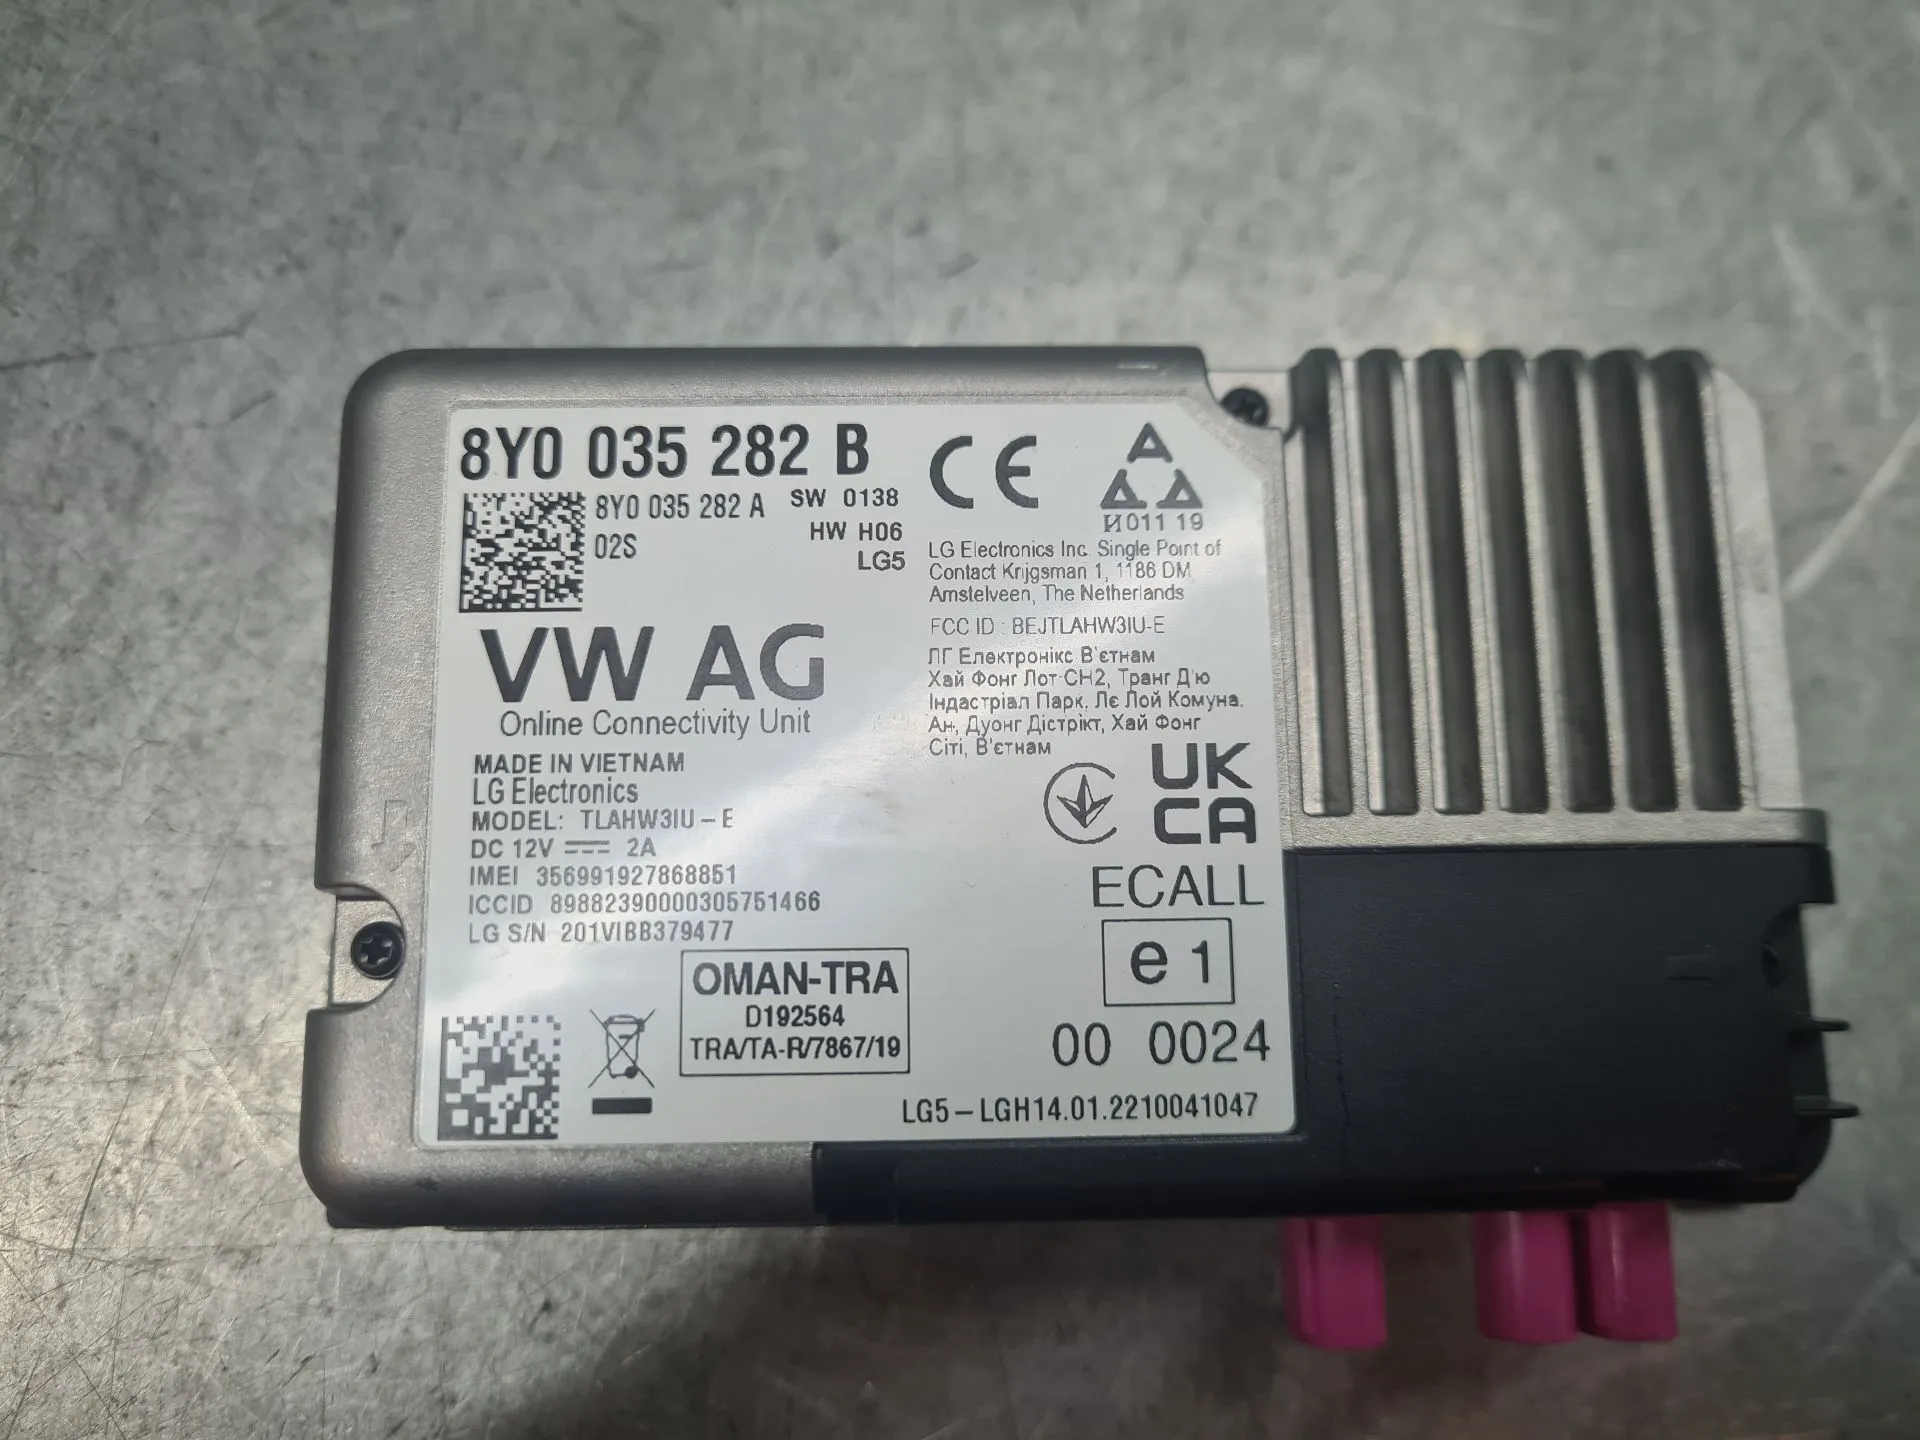 8Y0 035 282 B
8Y0 035 282 A SW 0138
02S HW H06
LG5
VW AG
Online Connectivity Unit
MADE IN VIETNAM
LG Electronics
MODEL: TLAHW3IU-E
DC 12V 2A
IMEI 356991927868851
ICCID 89882390000305751466
LG S/N 201VIBB379477
OMAN-TRA
D192564
TRA/TA-R/7867/19
CE
И011 19
LG Electronics Inc. Single Point of
Contact Krijgsman 1, 1186 DM
Amstelveen, The Netherlands
FCC ID : BEJTLAHW3IU-E
ЛГ Електронікс В'єтнам
Хай Фонг Лот-CH2, Транг Д'ю
Індастріал Парк, Лє Лой Комуна,
Ан, Дуонг Дістрікт, Хай Фонг
Сіті, В'єтнам
UK
CA
ECALL
e1
00 0024
LG5-LGH14.01.2210041047